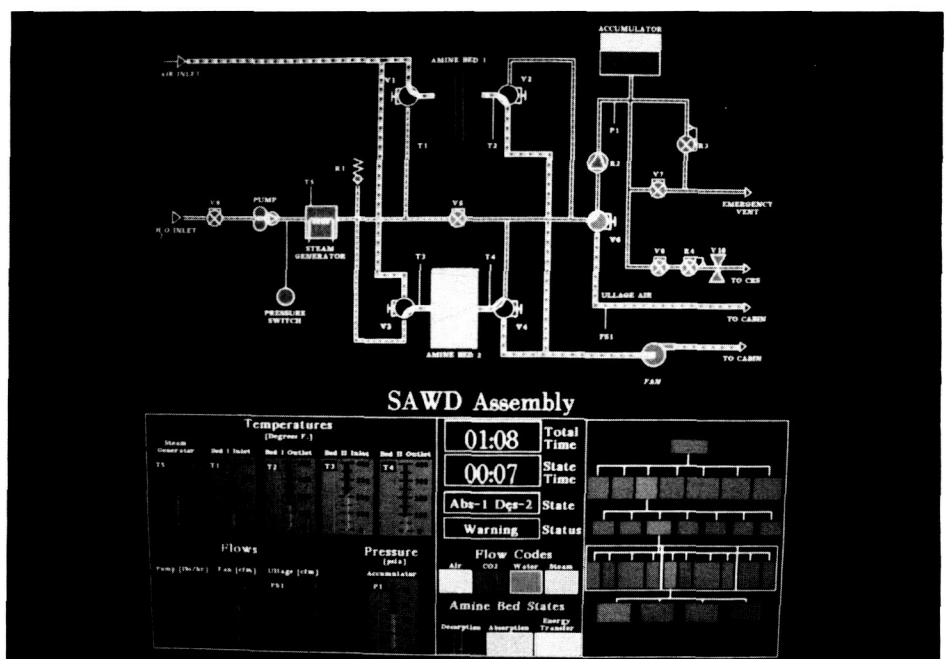 ACCUMULATOR
AIR INLET
AMINE BED 1
V1
V2
T1
T2
P1
R3
R1
R2
T5
V9
PUMP
V5
V7
EMERGENCY
VENT
H2O INLET
STEAM
GENERATOR
V6
V8
R4
V10
T3
T4
TO CRS
ULLAGE AIR
PRESSURE
SWITCH
V3
V4
FS1
TO CABIN
AMINE BED 2
TO CABIN
FAN
SAWD Assembly
Temperatures
[Degrees F.]
Steam
Generator
Bed I Inlet
Bed I Outlet
Bed II Inlet
Bed II Outlet
T5
T1
T2
T3
T4
01:08
Total
Time
00:07
State
Time
Abs-1 Des-2
State
Warning
Status
Flows
Pressure
[psia]
Pump [lbs/hr]
Fan [cfm]
Ullage [cfm]
Accumulator
FS1
P1
Flow Codes
Air
CO2
Water
Steam
Amine Bed States
Desorption
Absorption
Energy
Transfer